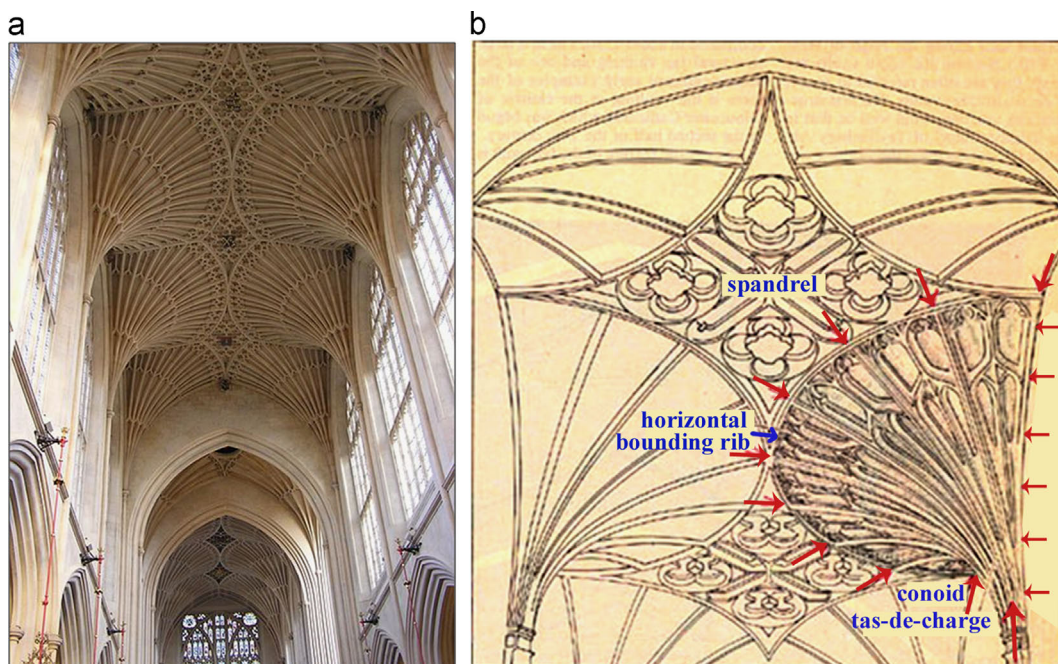 a
b
spandrel
horizontal
bounding rib
conoid
tas-de-charge